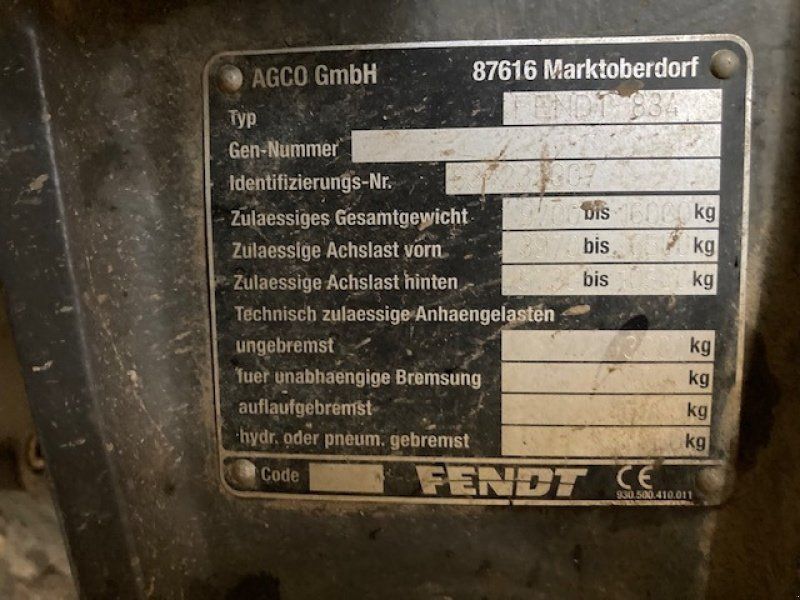 AGCO GmbH 87616 Marktoberdorf
Typ FENDT 834
Gen-Nummer
Identifizierungs-Nr.
Zulaessiges Gesamtgewicht bis kg
Zulaessige Achslast vorn bis kg
Zulaessige Achslast hinten bis kg
Technisch zulaessige Anhaengelasten
ungebremst kg
fuer unabhaengige Bremsung kg
auflaufgebremst kg
hydr. oder pneum. gebremst kg
Code FENDT CE
930.500.410.011